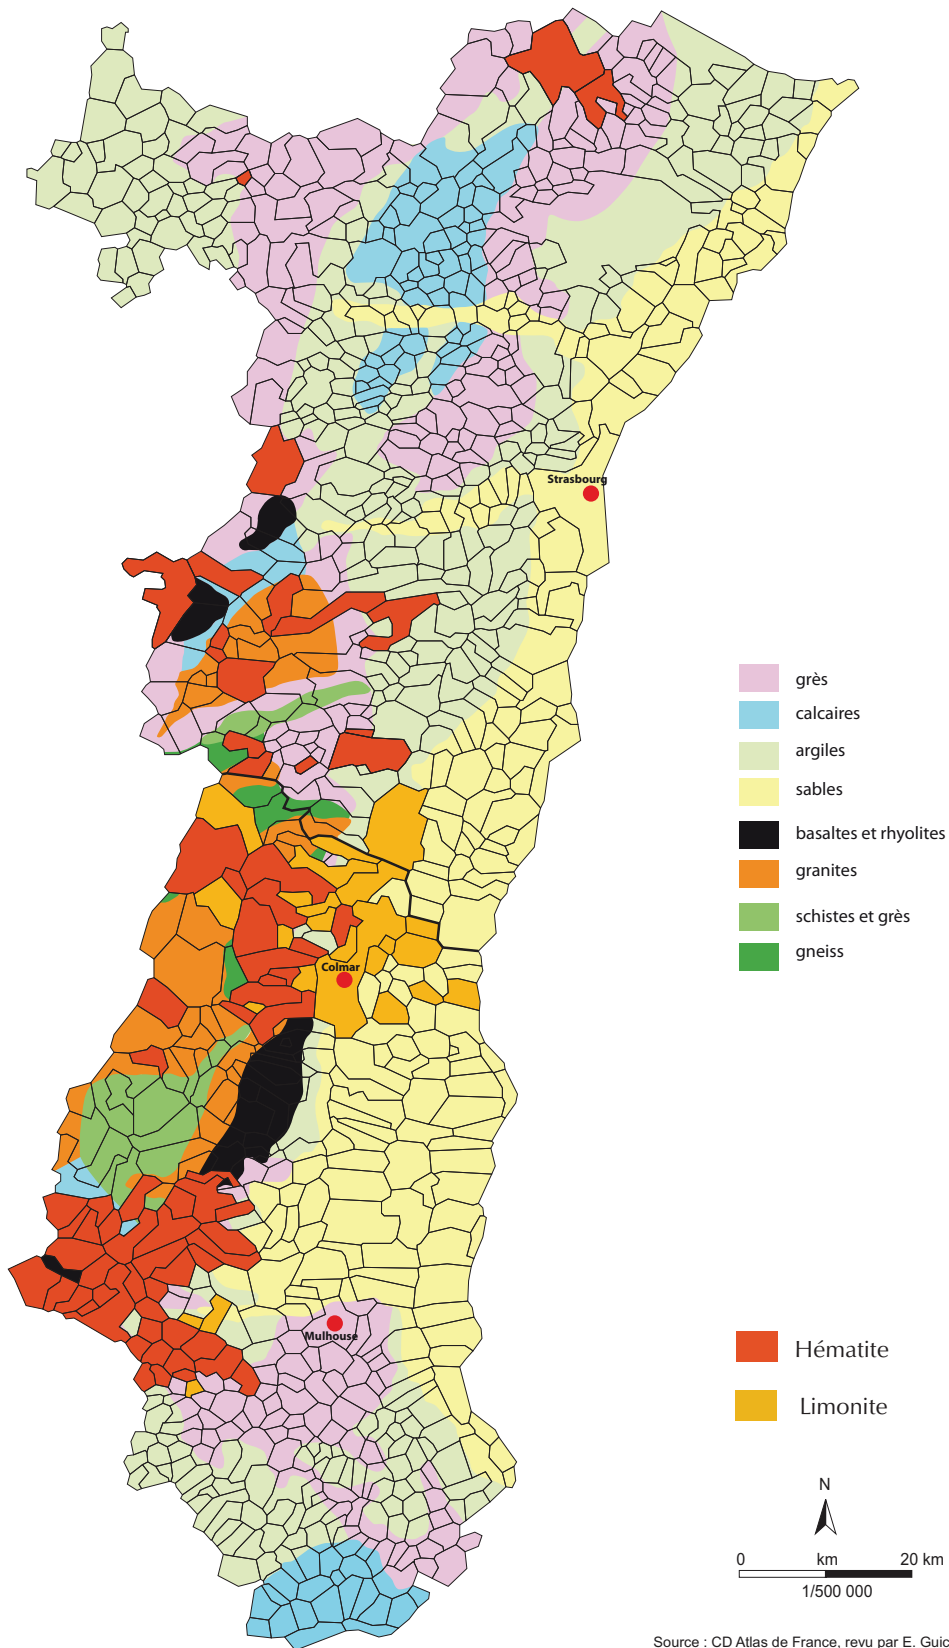 Strasbourg
grès
calcaires
argiles
sables
basaltes et rhyolites
granites
schistes et grès
gneiss
Colmar
Mulhouse
Hématite
Limonite
N
0 km 20 km
1/500 000
Source : CD Atlas de France, revu par E. Guic